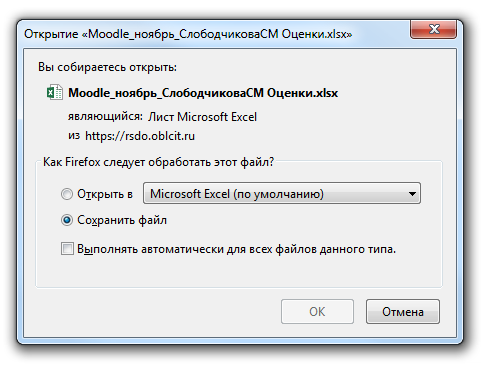 Открытие «Moodle_ноябрь_СлободчиковаСМ Оценки.xlsx»
Вы собираетесь открыть:
Moodle_ноябрь_СлободчиковаСМ Оценки.xlsx
являющийся: Лист Microsoft Excel
из https://rsdo.oblcit.ru
Как Firefox следует обработать этот файл?
Открыть в Microsoft Excel (по умолчанию)
Сохранить файл
Выполнять автоматически для всех файлов данного типа.
ОК Отмена